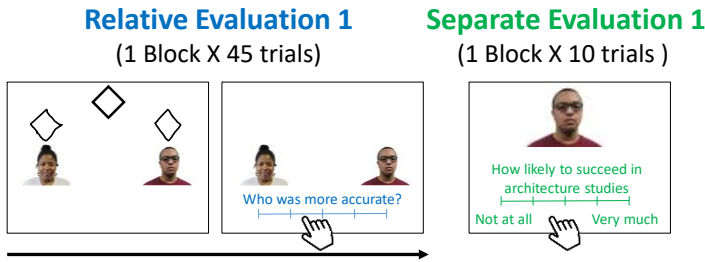 Relative Evaluation 1
(1 Block X 45 trials)
Separate Evaluation 1
(1 Block X 10 trials )
Who was more accurate?
How likely to succeed in
architecture studies
Not at all
Very much